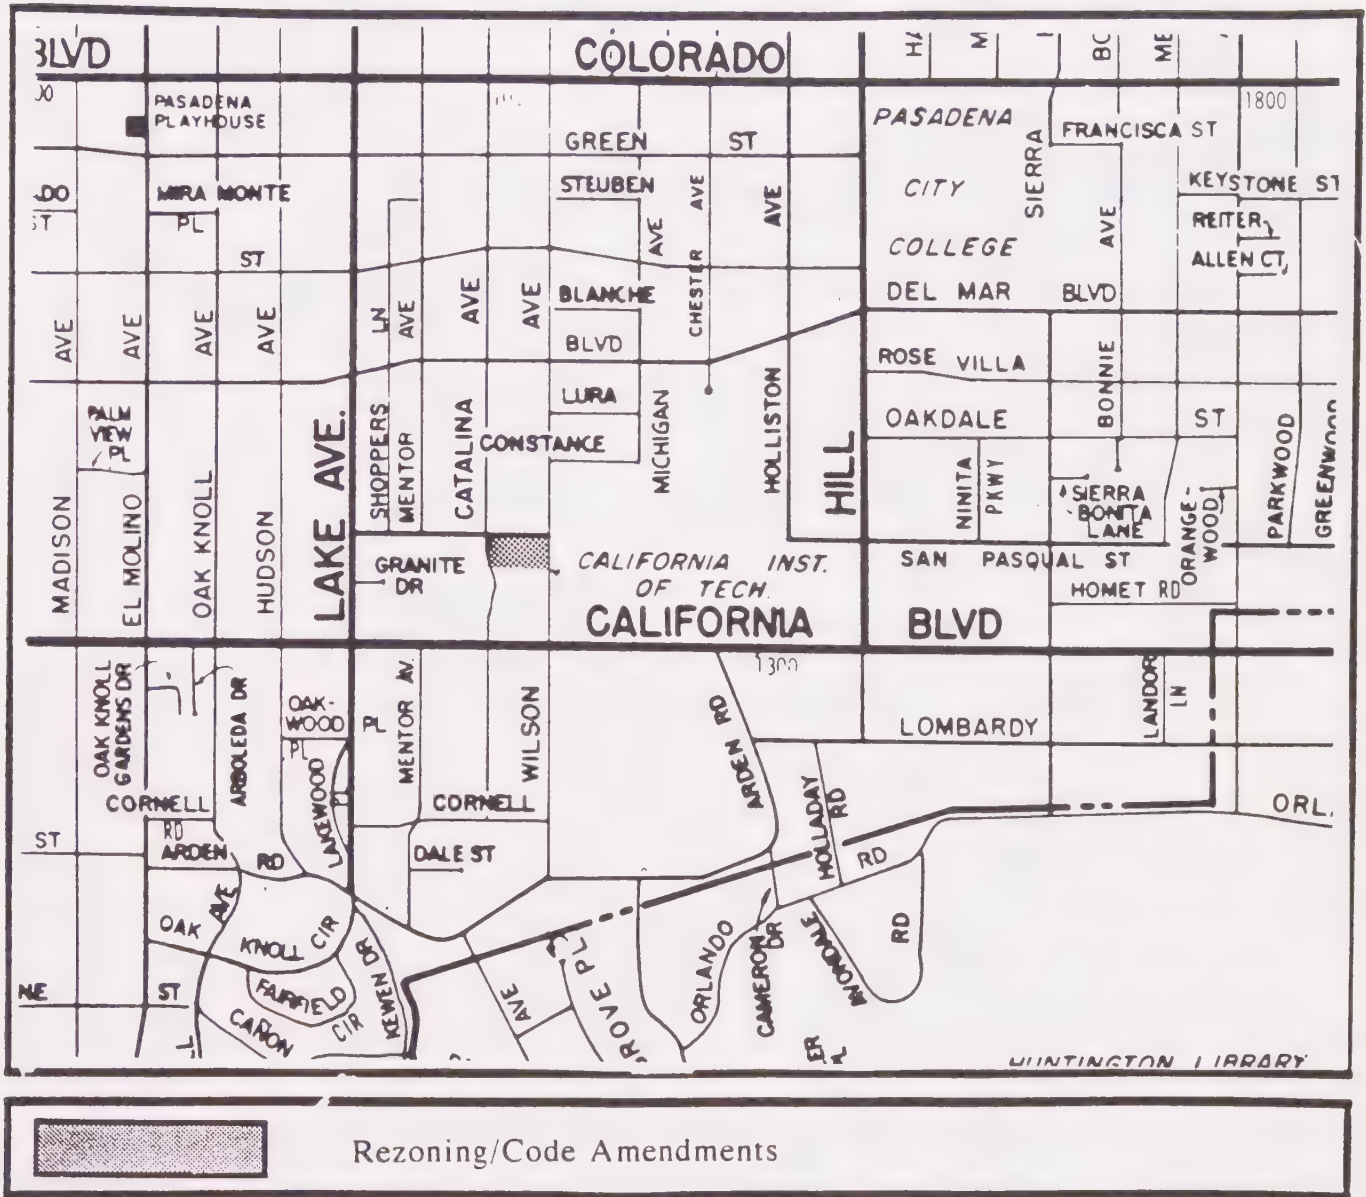 BLVD
COLORADO
PASADENA
PLAYHOUSE
GREEN ST
PASADENA
CITY
COLLEGE
SIERRA
FRANCISCA ST
1800
MIRA MONTE
PL
ST
STEUBEN
AVE
CHESTER AVE
AVE
KEYSTONE ST
REITER
ALLEN CT
ST
BLANCHE
BLVD
DEL MAR BLVD
AVE
AVE
AVE
AVE
AVE
LN
AVE
AVE
AVE
ROSE VILLA
BONNIE
AVE
PALM
VIEW
PL
LAKE AVE.
SHOPPERS
MENTOR
CATALINA
LURA
CONSTANCE
MICHIGAN
HOLLISTON
HILL
OAKDALE ST
NINITA
PKWY
SIERRA
BONITA
LANE
ORANGE-
WOOD
PARKWOOD
GREENWOOD
MADISON
EL MOLINO
OAK KNOLL
HUDSON
GRANITE
DR
CALIFORNIA INST.
OF TECH.
SAN PASQUAL ST
HOMET RD
CALIFORNIA BLVD
1300
OAK KNOLL
GARDENS DR
ARBOLEDA DR
OAK-
WOOD
PL
LAKEWOOD
PL
PL
MENTOR AV.
WILSON
ARDEN RD
LOMBARDY
LANDOR
LN
CORNELL
RD
CORNELL
HOLLADAY
RD
ORL.
ST
ARDEN RD
DALE ST
RD
OAK
AVE
KNOLL CIR
FAIRFIELD
CIR
CAÑON
KEWEN DR
AVE
ROVE PL
ORLANDO
CAMERON
DR
AVONDALE
RD
NE ST
ER
PL
HUNTINGTON LIBRARY
Rezoning/Code Amendments